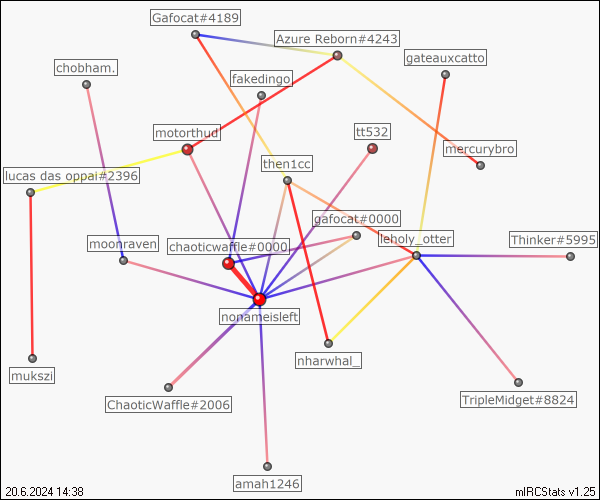 Gafocat#4189
Azure Reborn#4243
gateauxcatto
chobham.
fakedingo
motorthud
tt532
mercurybro
then1cc
lucas das oppai#2396
gafocat#0000
leholy_otter
Thinker#5995
moonraven
chaoticwaffle#0000
nonameisleft
nharwhal_
mukszi
ChaoticWaffle#2006
TripleMidget#8824
amah1246
20.6.2024 14:38
mIRCStats v1.25